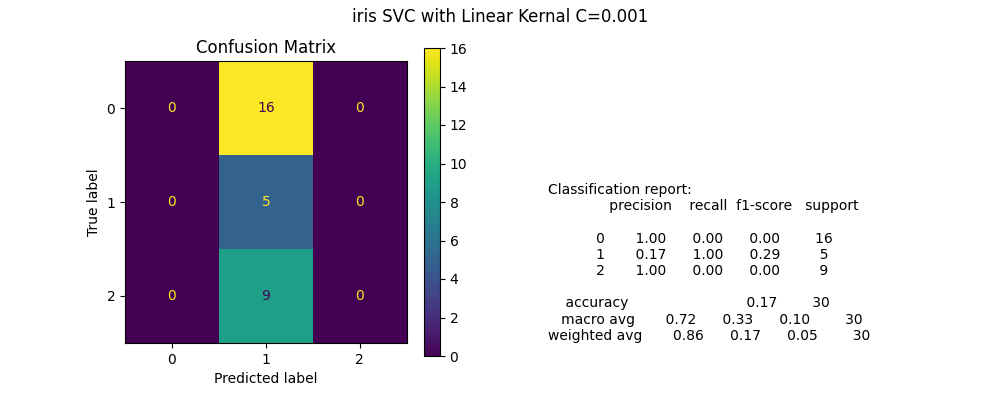 iris SVC with Linear Kernal C=0.001
Confusion Matrix
16
14
12
10
8
6
4
2
0
0 16 0
0 5 0
0 9 0
0
1
2
True label
0 1 2
Predicted label
Classification report:
precision recall f1-score support
0 1.00 0.00 0.00 16
1 0.17 1.00 0.29 5
2 1.00 0.00 0.00 9
accuracy 0.17 30
macro avg 0.72 0.33 0.10 30
weighted avg 0.86 0.17 0.05 30